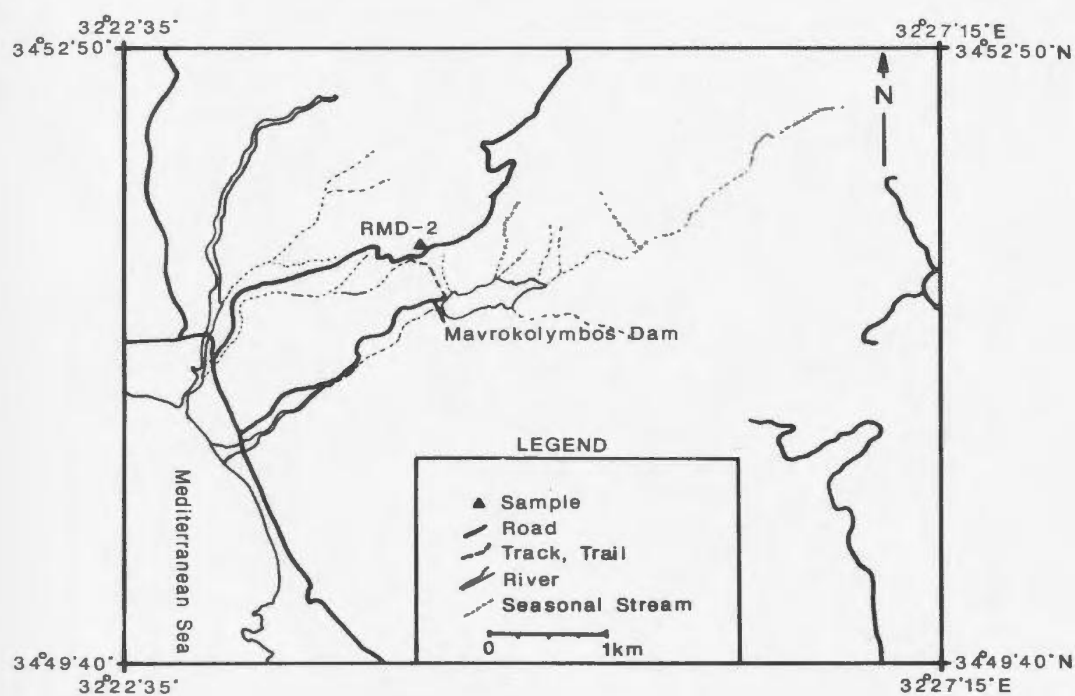 32°22'35" 32°27'15"E
34°52'50" 34°52'50"N
N
RMD-2
Mavrokolymbos Dam
Mediterranean Sea
LEGEND
Sample
Road
Track, Trail
River
Seasonal Stream
0 1km
34°49'40" 34°49'40"N
32°22'35" 32°27'15"E